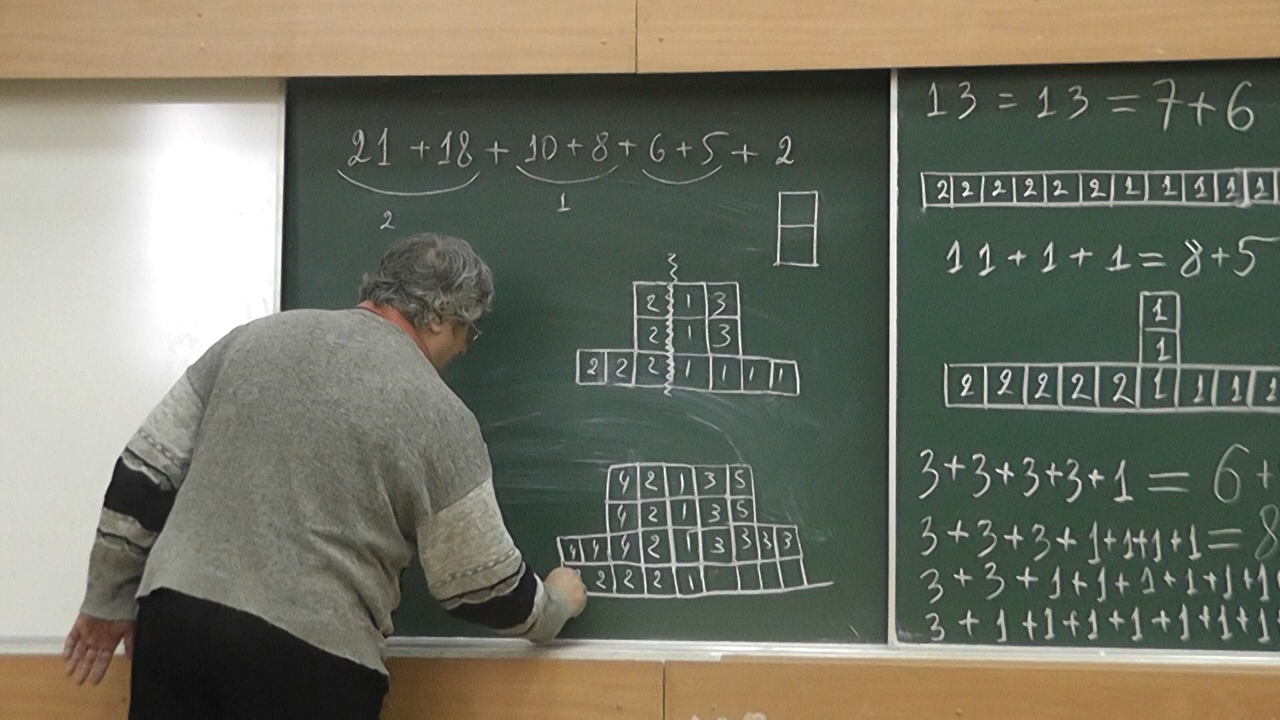 21 + 18 + 10 + 8 + 6 + 5 + 2
2 1
2 1 3
2 1 3
2 2 2 1 1 1 1
4 2 1 3 5
4 2 1 3 5
4 4 4 2 1 3 3 3 3
2 2 2 1
13 = 13 = 7 + 6
2 2 2 2 2 2 1 1 1 1 1
11 + 1 + 1 = 8 + 5
1
1
2 2 2 2 2 1 1 1 1
3 + 3 + 3 + 3 + 1 = 6 +
3 + 3 + 3 + 1 + 1 + 1 + 1 = 8
3 + 3 + 1 + 1 + 1 + 1 + 1 + 1
3 + 1 + 1 + 1 + 1 + 1 + 1 + 1